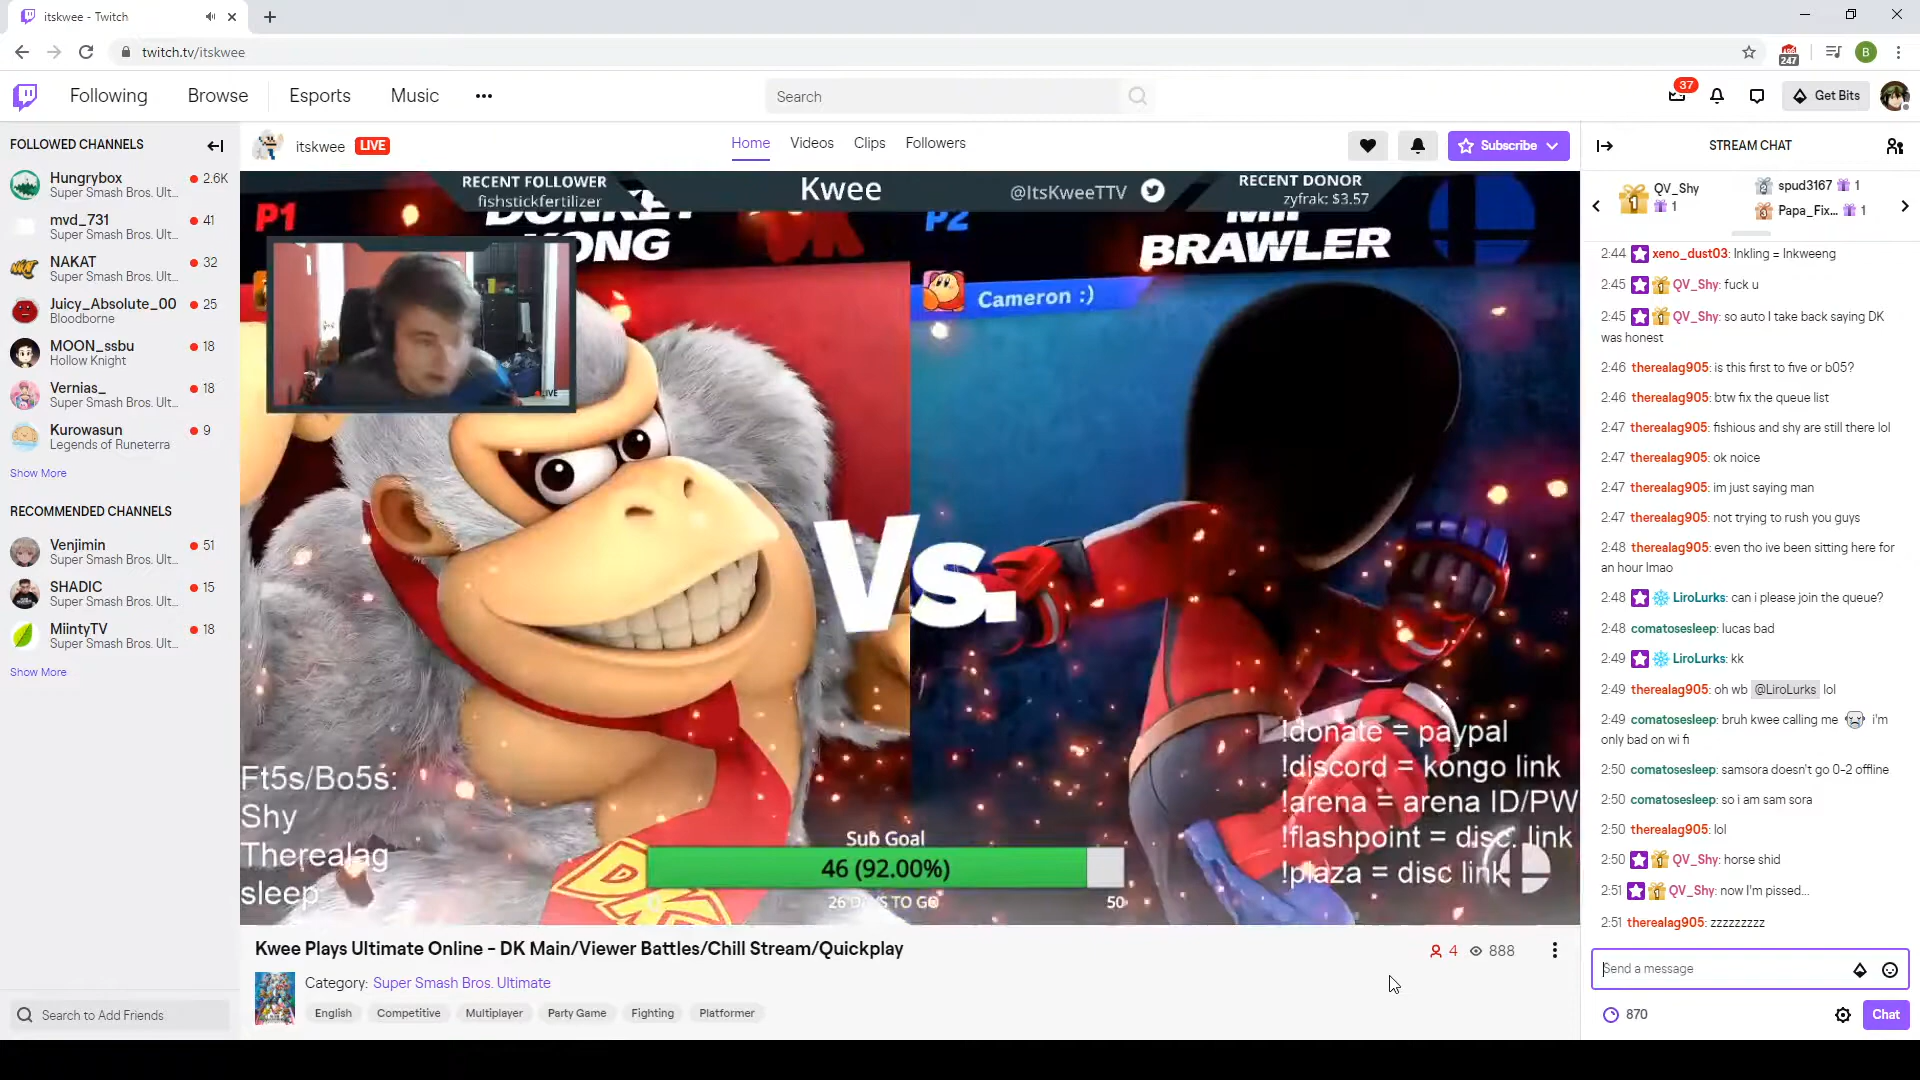 itskwee - Twitch
twitch.tv/itskwee
247
B
Following
Browse
Esports
Music
Search
37
Get Bits
FOLLOWED CHANNELS
Hungrybox
2.6K
Super Smash Bros. Ult...
mvd_731
41
Super Smash Bros. Ult...
NAKAT
32
Super Smash Bros. Ult...
Juicy_Absolute_00
25
Bloodborne
MOON_ssbu
18
Hollow Knight
Vernias_
18
Super Smash Bros. Ult...
Kurowasun
9
Legends of Runeterra
Show More
RECOMMENDED CHANNELS
Venjimin
51
Super Smash Bros. Ult...
SHADIC
15
Super Smash Bros. Ult...
MiintyTV
18
Super Smash Bros. Ult...
Show More
Search to Add Friends
itskwee
LIVE
Home
Videos
Clips
Followers
Subscribe
RECENT FOLLOWER
fishstickfertilizer
Kwee
@ItsKweeTTV
RECENT DONOR
zyfrak: $3.57
P1
DONKEY
KONG
P2
MII
BRAWLER
Cameron :)
LIVE
Vs.
Ft5s/Bo5s:
Shy
Therealag
sleep
!donate = paypal
!discord = kongo link
!arena = arena ID/PW
!flashpoint = disc. link
!plaza = disc link
Sub Goal
46 (92.00%)
26 DAYS TO GO
50
Kwee Plays Ultimate Online - DK Main/Viewer Battles/Chill Stream/Quickplay
4
888
Category: Super Smash Bros. Ultimate
English
Competitive
Multiplayer
Party Game
Fighting
Platformer
STREAM CHAT
QV_Shy
1
spud3167 1
Papa_Fix... 1
2:44 xeno_dust03: Inkling = Inkweeng
2:45 QV_Shy: fuck u
2:45 QV_Shy: so auto I take back saying DK
was honest
2:46 therealag905: is this first to five or b05?
2:46 therealag905: btw fix the queue list
2:47 therealag905: fishious and shy are still there lol
2:47 therealag905: ok noice
2:47 therealag905: im just saying man
2:47 therealag905: not trying to rush you guys
2:48 therealag905: even tho ive been sitting here for
an hour lmao
2:48 LiroLurks: can i please join the queue?
2:48 comatosesleep: lucas bad
2:49 LiroLurks: kk
2:49 therealag905: oh wb @LiroLurks lol
2:49 comatosesleep: bruh kwee calling me i'm
only bad on wi fi
2:50 comatosesleep: samsora doesn't go 0-2 offline
2:50 comatosesleep: so i am sam sora
2:50 therealag905: lol
2:50 QV_Shy: horse shid
2:51 QV_Shy: now I'm pissed...
2:51 therealag905: zzzzzzzzz
Send a message
870
Chat